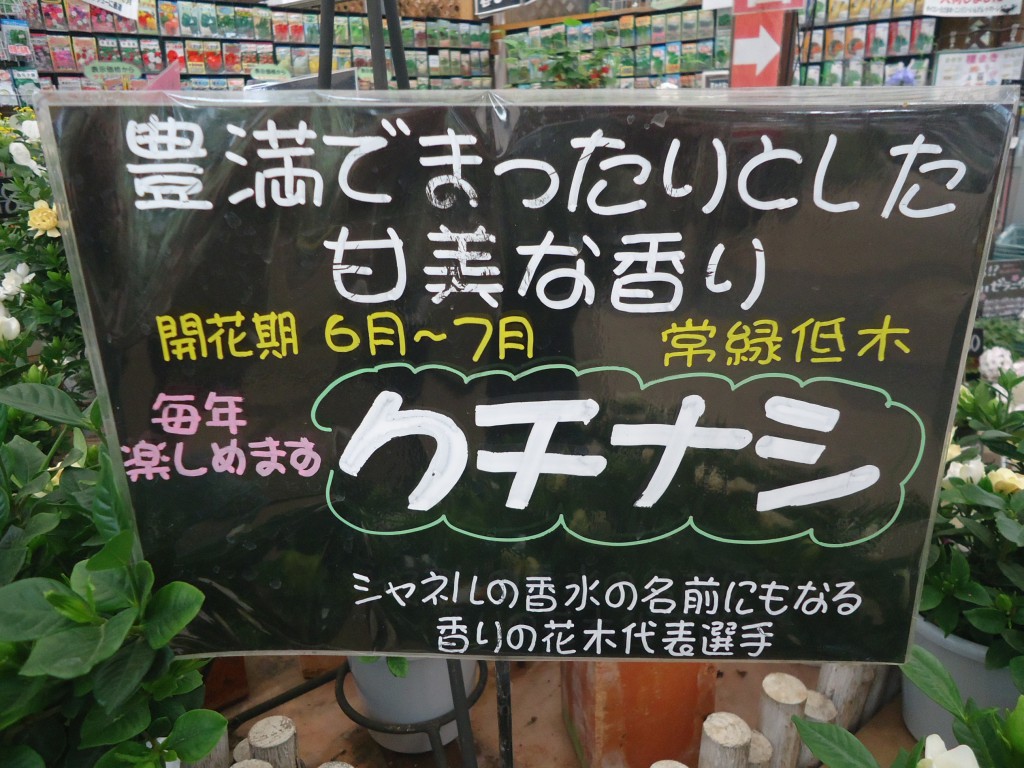 豊満でまったりとした
甘美な香り
開花期 6月~7月
常緑低木
毎年
楽しめます
クチナシ
シャネルの香水の名前にもなる
香りの花木代表選手